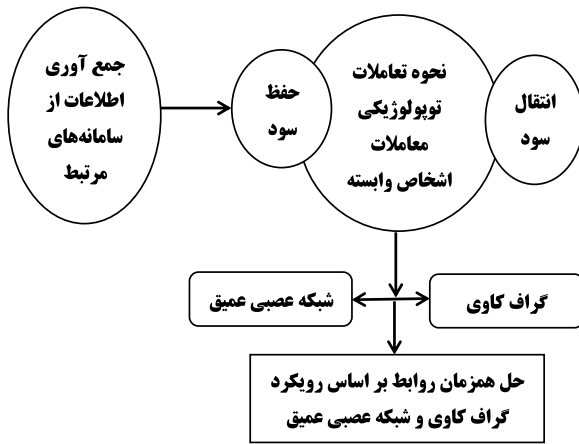 جمع آوری
اطلاعات از
سامانه‌های
مرتبط
حفظ
سود
نحوه تعاملات
توپولوژیکی
معاملات
اشخاص وابسته
انتقال
سود
شبکه عصبی عمیق
گراف کاوی
حل همزمان روابط بر اساس رویکرد
گراف کاوی و شبکه عصبی عمیق